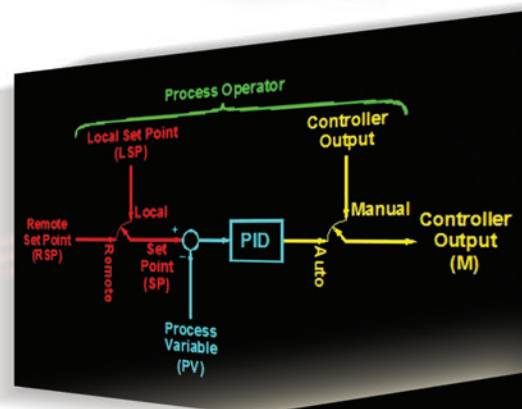 Process Operator
Local Set Point
(LSP)
Controller
Output
Local
Manual
Remote
Set Point
(RSP)
Remote
+
Set
Point
(SP)
−
PID
Auto
Controller
Output
(M)
Process
Variable
(PV)